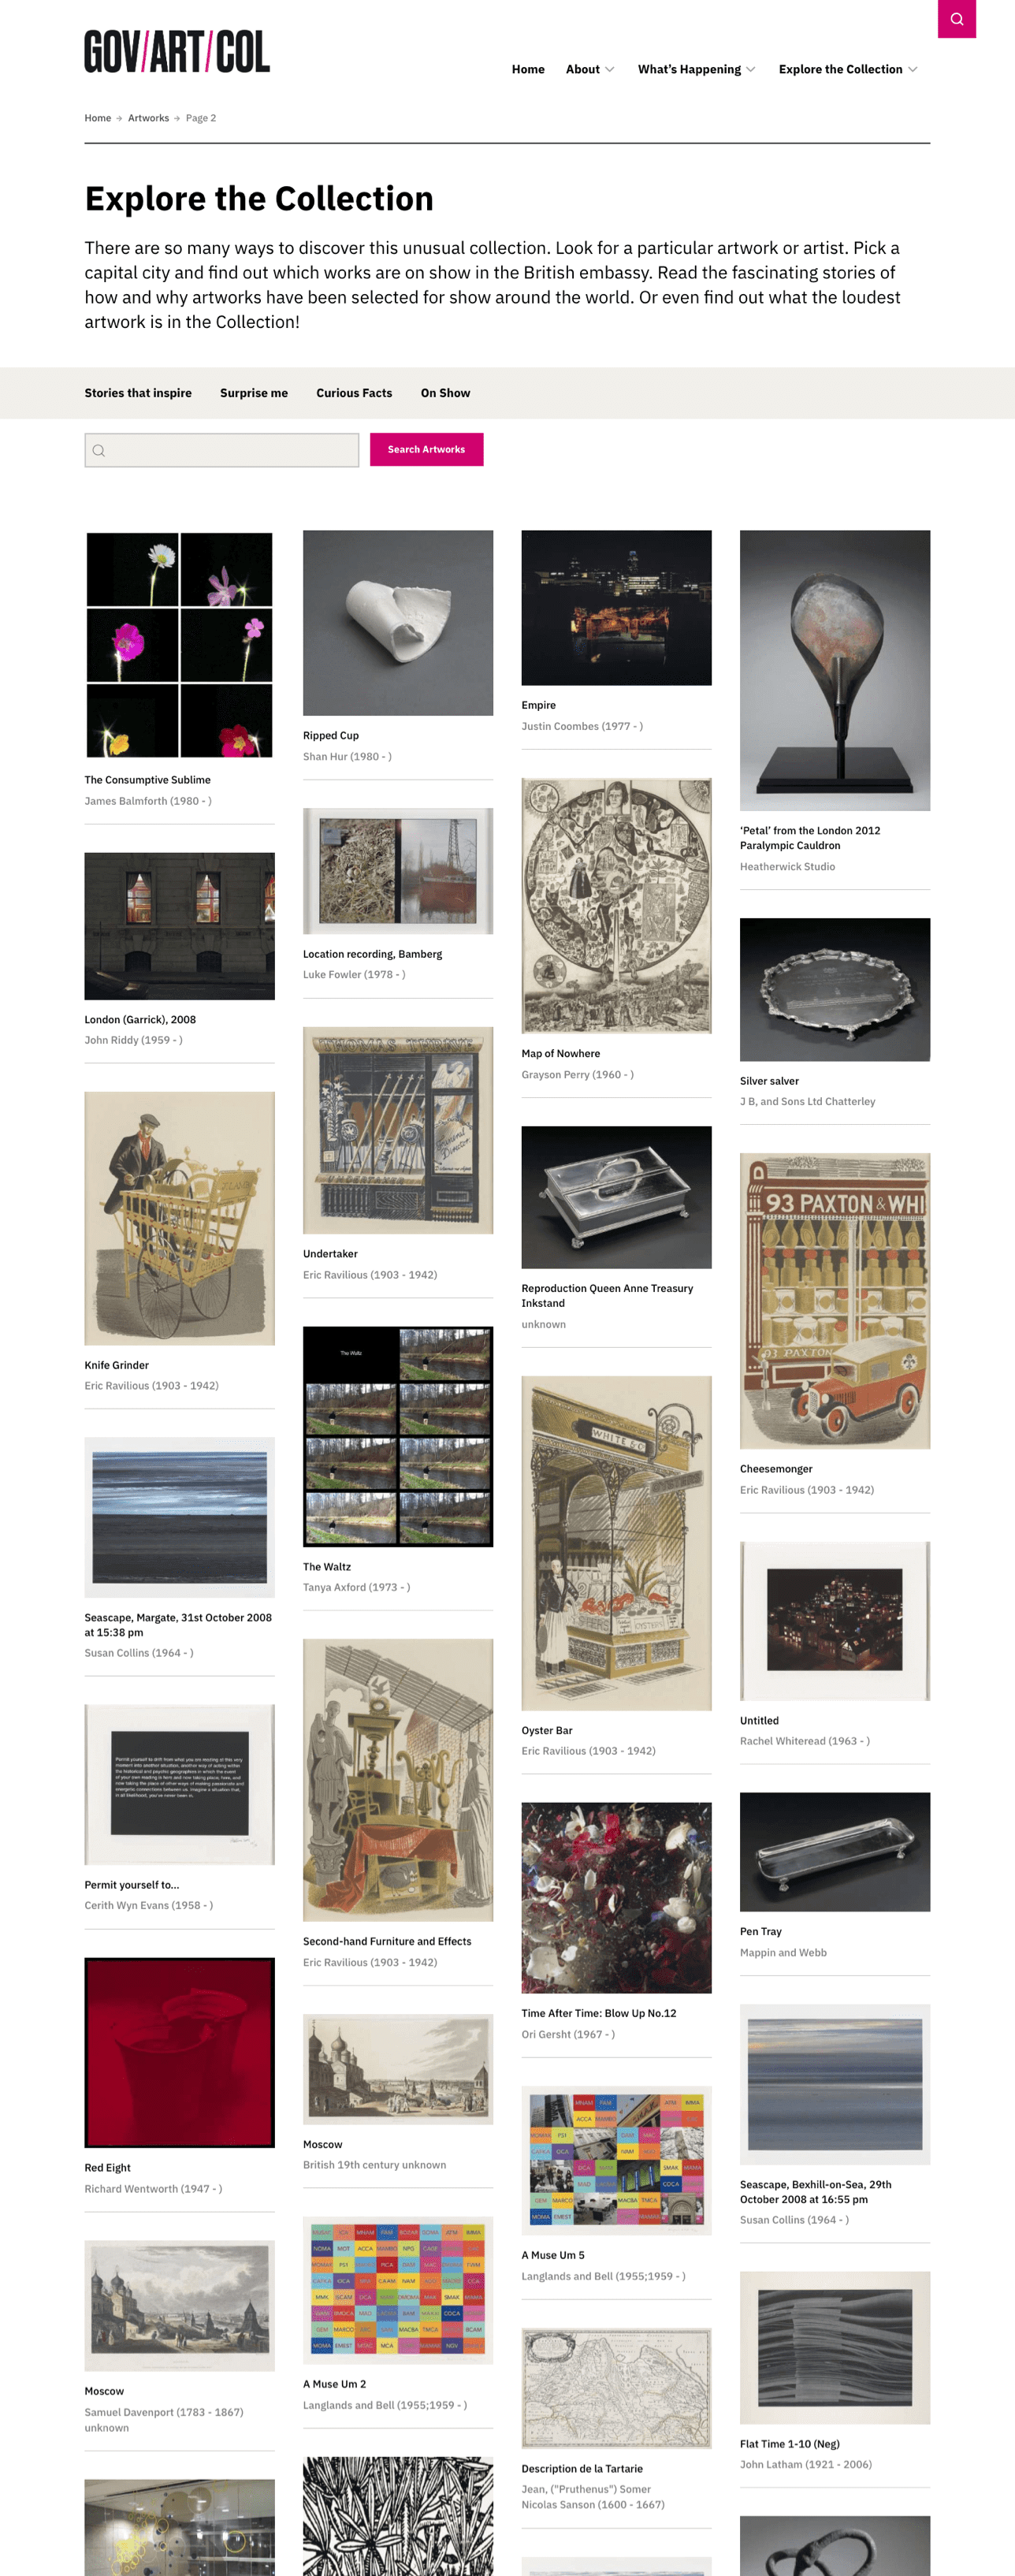 GOV/ART/COL
Home
About
What's Happening
Explore the Collection
Home → Artworks → Page 2
Explore the Collection
There are so many ways to discover this unusual collection. Look for a particular artwork or artist. Pick a
capital city and find out which works are on show in the British embassy. Read the fascinating stories of
how and why artworks have been selected for show around the world. Or even find out what the loudest
artwork is in the Collection!
Stories that inspire
Surprise me
Curious Facts
On Show
Search Artworks
The Consumptive Sublime
James Balmforth (1980 - )
London (Garrick), 2008
John Riddy (1959 - )
Knife Grinder
Eric Ravilious (1903 - 1942)
Seascape, Margate, 31st October 2008
at 15:38 pm
Susan Collins (1964 - )
Permit yourself to...
Cerith Wyn Evans (1958 - )
Red Eight
Richard Wentworth (1947 - )
Moscow
Samuel Davenport (1783 - 1867)
unknown
Ripped Cup
Shan Hur (1980 - )
Location recording, Bamberg
Luke Fowler (1978 - )
Undertaker
Eric Ravilious (1903 - 1942)
The Waltz
The Waltz
Tanya Axford (1973 - )
Second-hand Furniture and Effects
Eric Ravilious (1903 - 1942)
Moscow
British 19th century unknown
A Muse Um 2
Langlands and Bell (1955;1959 - )
Empire
Justin Coombes (1977 - )
Map of Nowhere
Grayson Perry (1960 - )
Reproduction Queen Anne Treasury
Inkstand
unknown
WHITE & C
Oyster Bar
Eric Ravilious (1903 - 1942)
Time After Time: Blow Up No.12
Ori Gersht (1967 - )
A Muse Um 5
Langlands and Bell (1955;1959 - )
Description de la Tartarie
Jean, ("Pruthenus") Somer
Nicolas Sanson (1600 - 1667)
'Petal' from the London 2012
Paralympic Cauldron
Heatherwick Studio
Silver salver
J B, and Sons Ltd Chatterley
93 PAXTON & WHI
93 PAXTON
Cheesemonger
Eric Ravilious (1903 - 1942)
Untitled
Rachel Whiteread (1963 - )
Pen Tray
Mappin and Webb
Seascape, Bexhill-on-Sea, 29th
October 2008 at 16:55 pm
Susan Collins (1964 - )
Flat Time 1-10 (Neg)
John Latham (1921 - 2006)